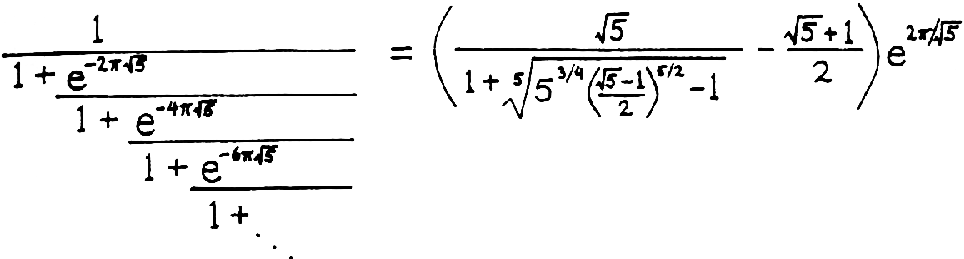 1
1 + e^{-2π√5}
1 + e^{-4π√5}
1 + e^{-6π√5}
1 + ⋱
= ( √5 / (1 + ⁵√(5^{3/4} ((√5-1)/2)^{5/2} - 1)) - (√5+1)/2 ) e^{2π/√5}